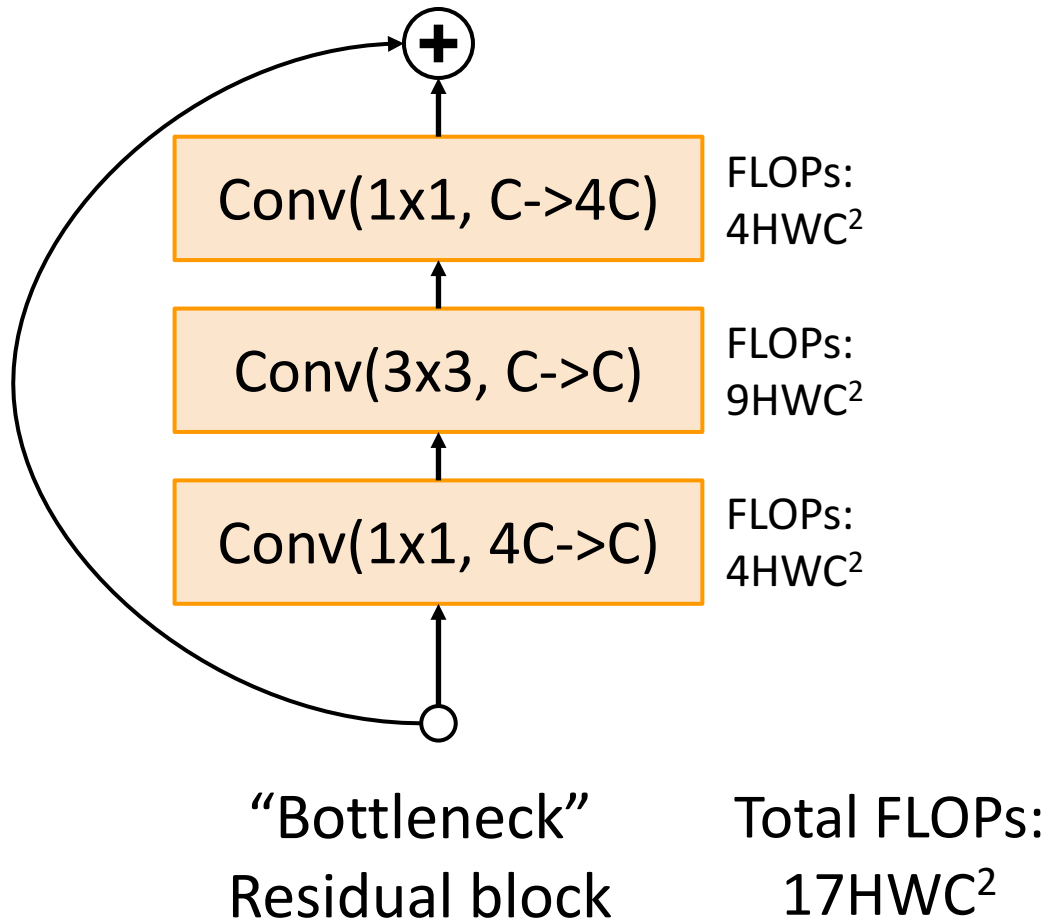 +
Conv(1x1, C->4C)
FLOPs:
4HWC²
Conv(3x3, C->C)
FLOPs:
9HWC²
Conv(1x1, 4C->C)
FLOPs:
4HWC²
“Bottleneck”
Residual block
Total FLOPs:
17HWC²